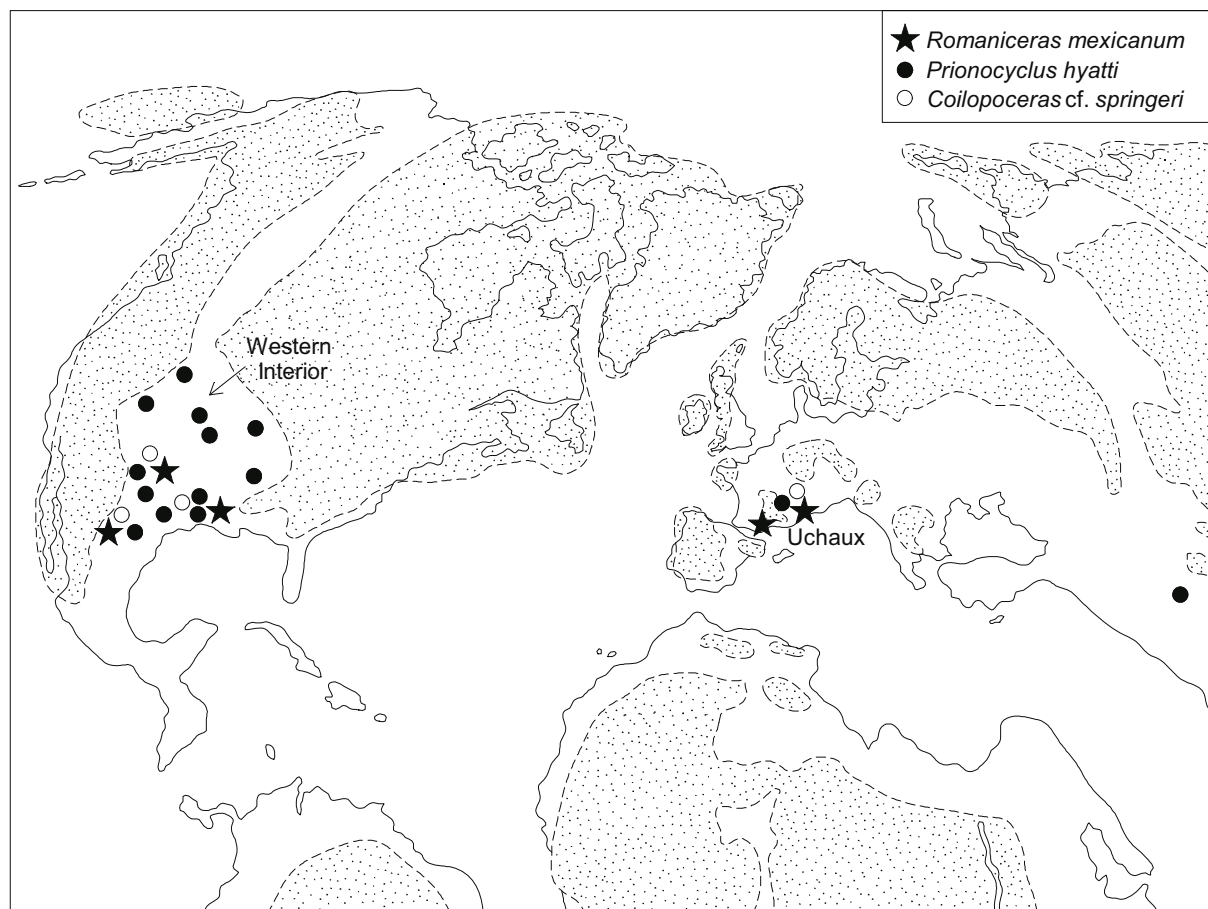 Romaniceras mexicanum
Prionocyclus hyatti
Coilopoceras cf. springeri
Western
Interior
Uchaux